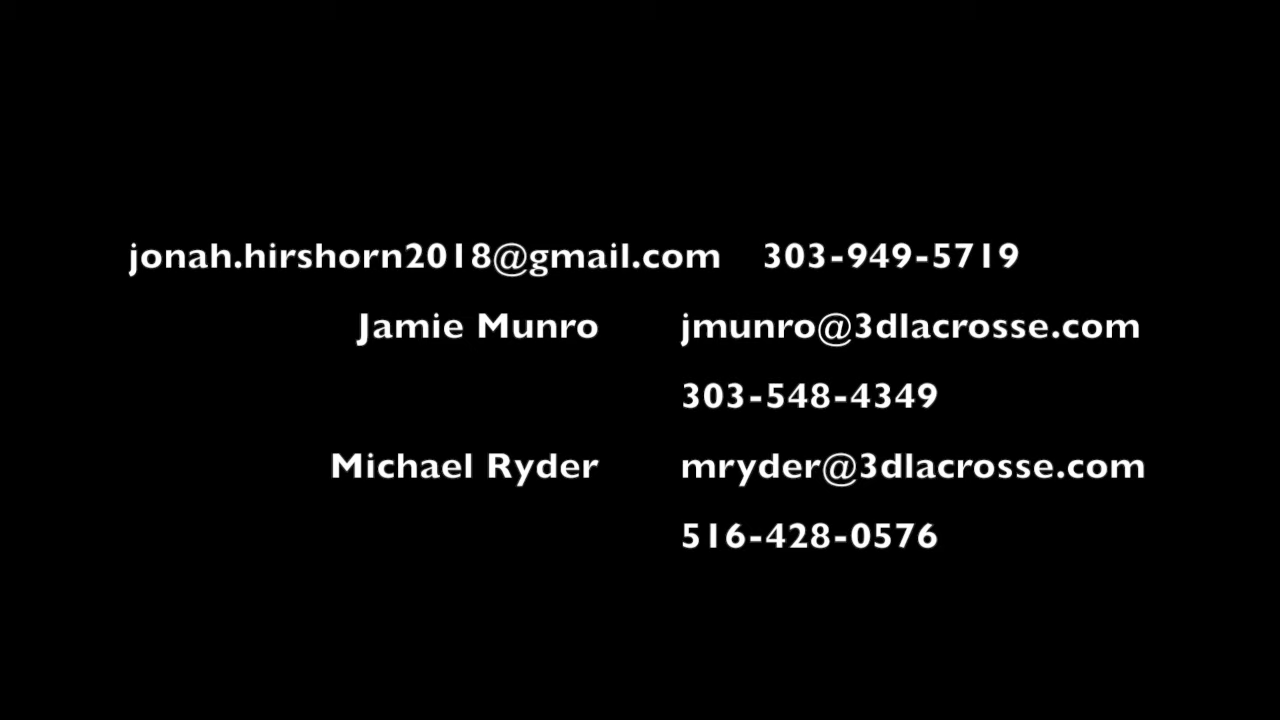 jonah.hirshorn2018@gmail.com 303-949-5719
Jamie Munro jmunro@3dlacrosse.com
303-548-4349
Michael Ryder mryder@3dlacrosse.com
516-428-0576